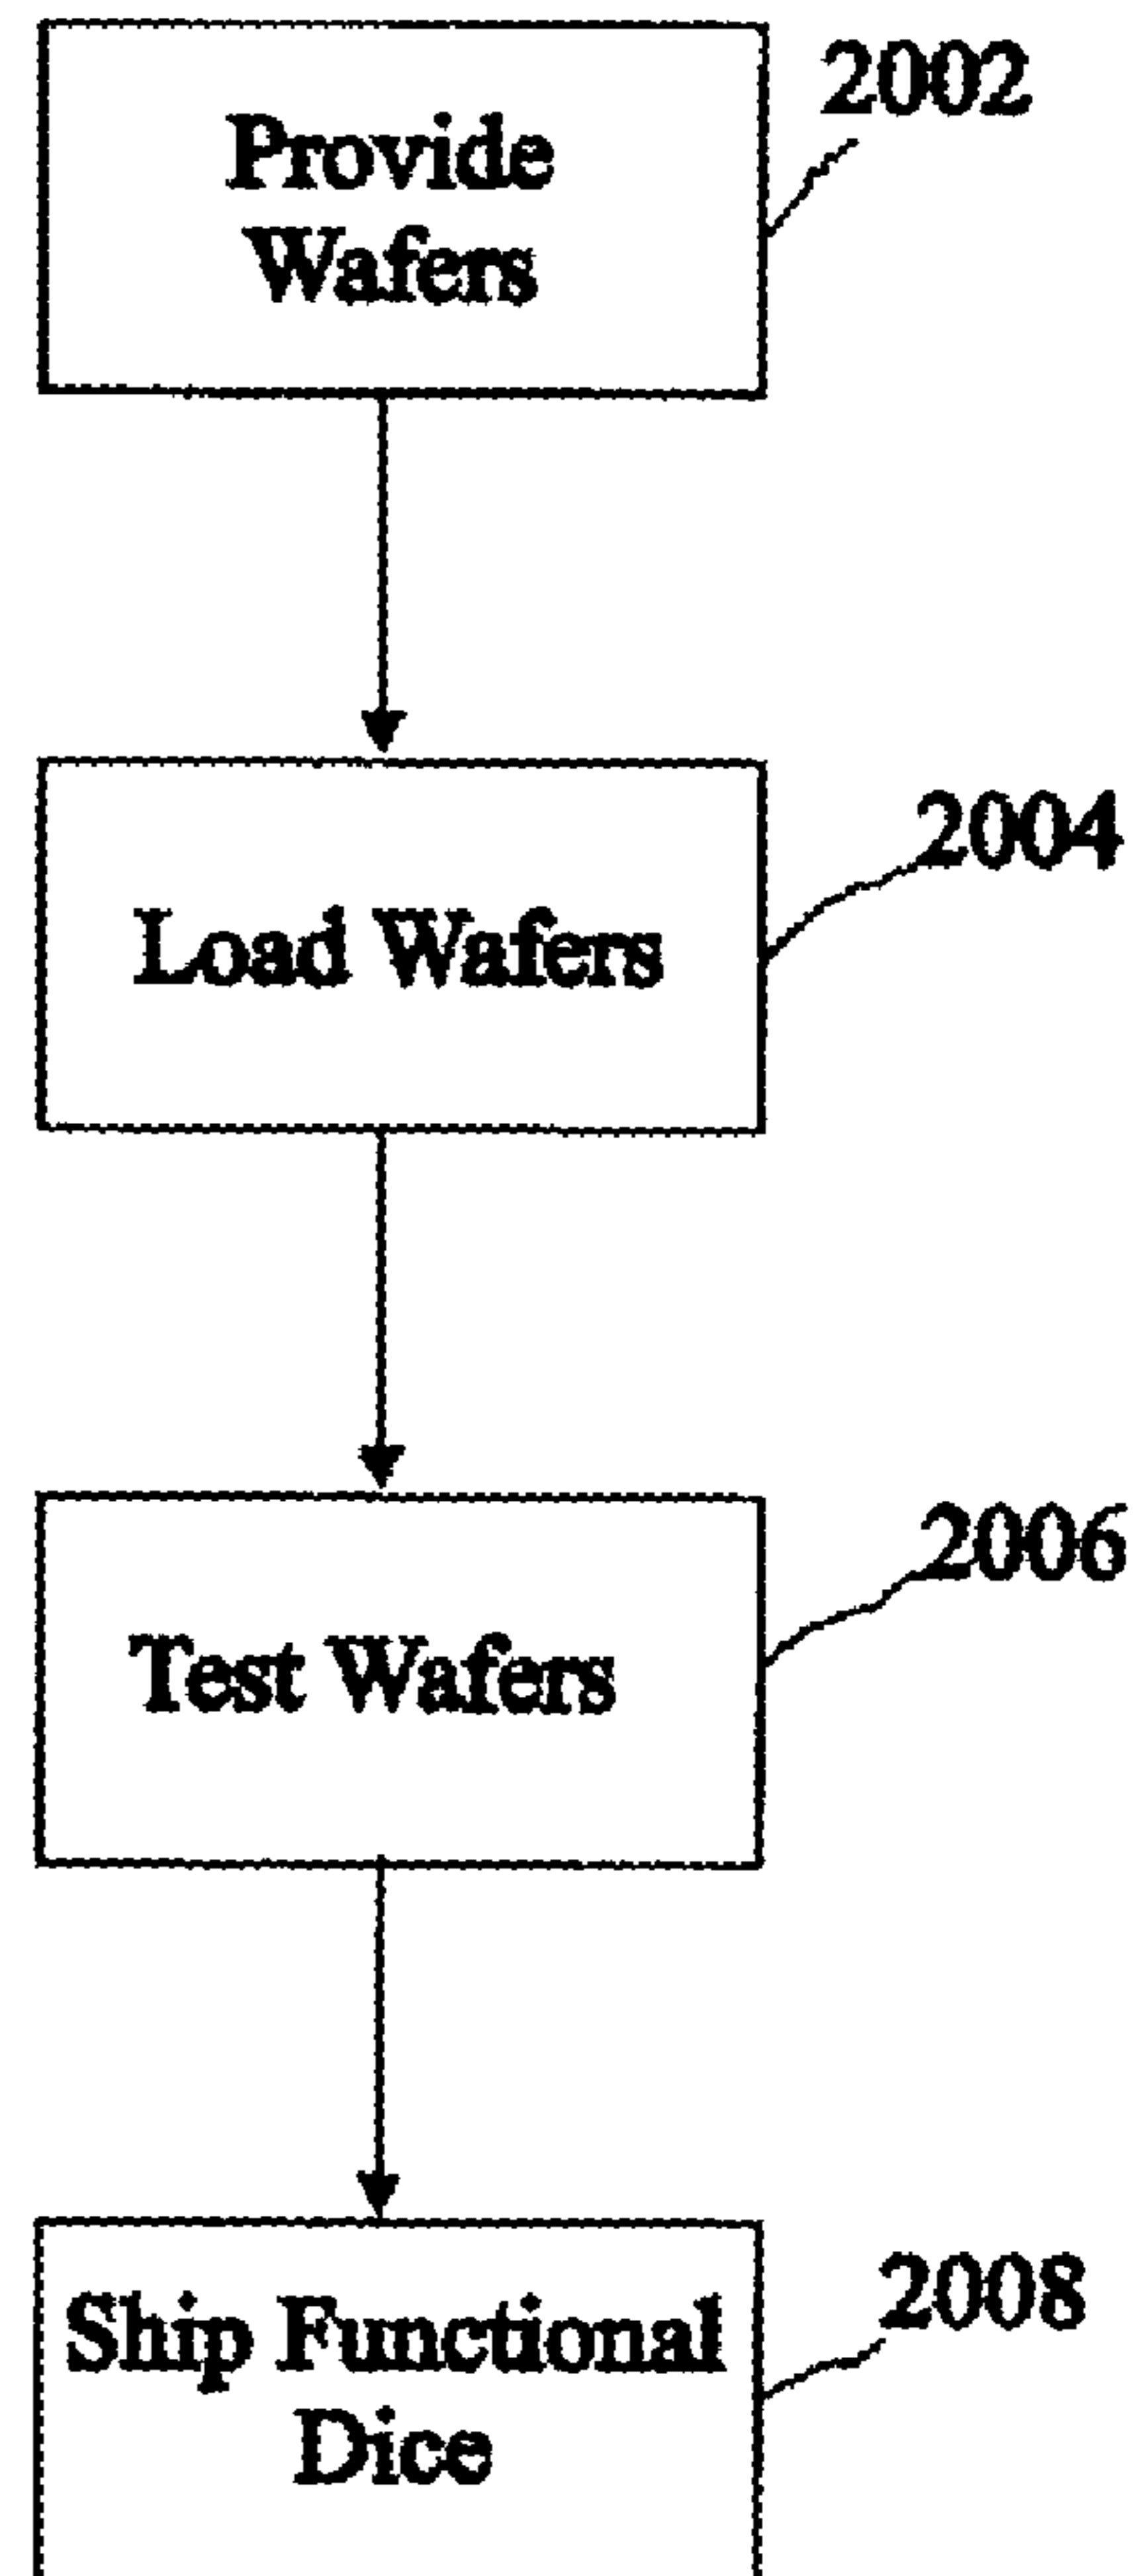 Provide
Wafers
2002
Load Wafers
2004
Test Wafers
2006
Ship Functional
Dice
2008